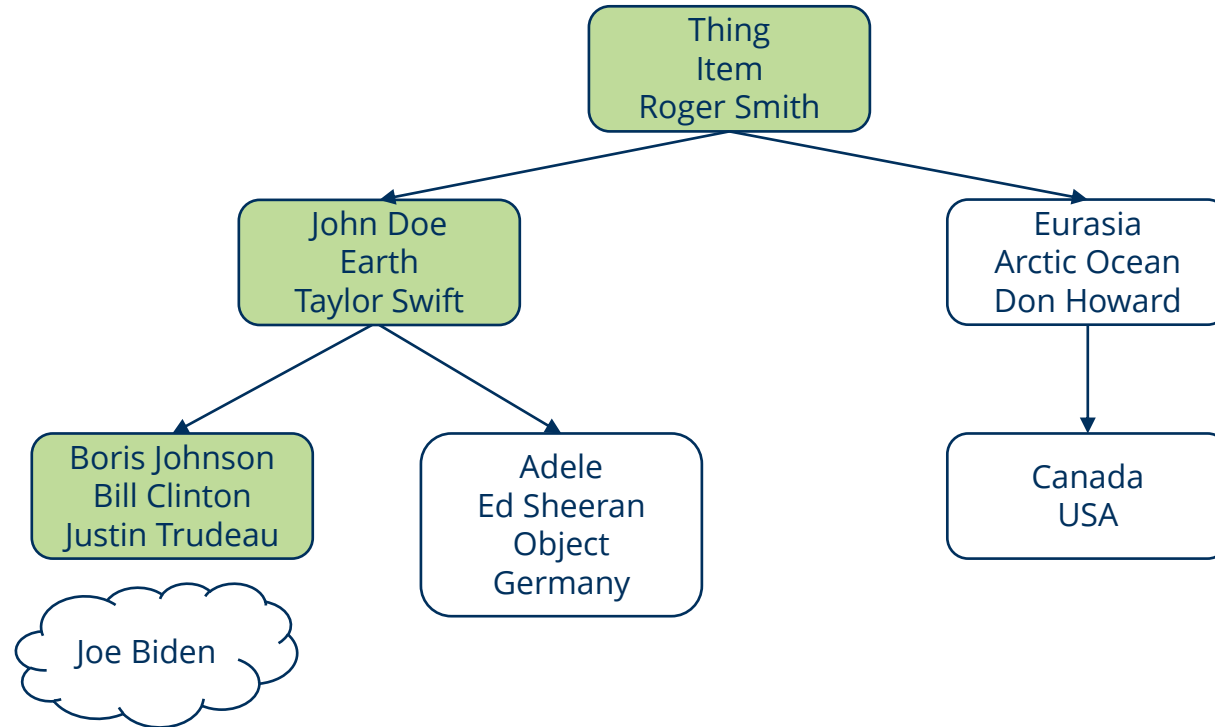 Thing
Item
Roger Smith
John Doe
Earth
Taylor Swift
Eurasia
Arctic Ocean
Don Howard
Boris Johnson
Bill Clinton
Justin Trudeau
Adele
Ed Sheeran
Object
Germany
Canada
USA
Joe Biden